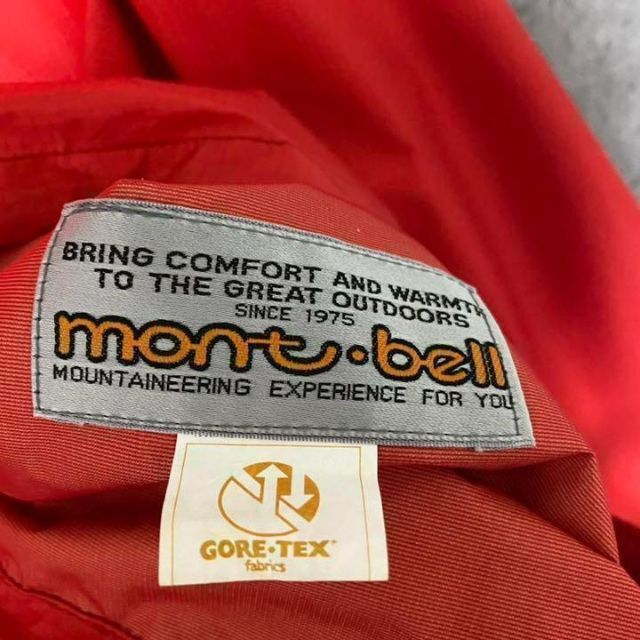 BRING COMFORT AND WARMTH
TO THE GREAT OUTDOORS
SINCE 1975
mont•bell
MOUNTAINEERING EXPERIENCE FOR YOU
GORE-TEX
fabrics